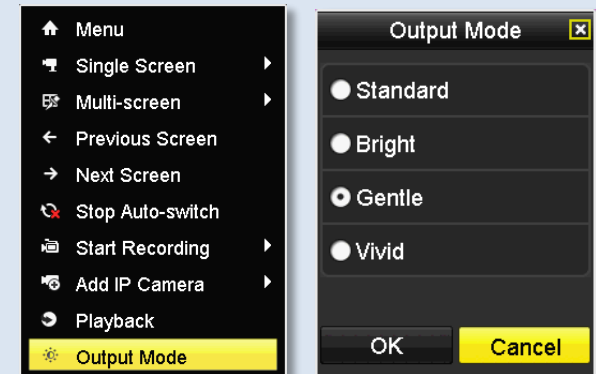 Menu
Single Screen
Multi-screen
Previous Screen
Next Screen
Stop Auto-switch
Start Recording
Add IP Camera
Playback
Output Mode
Output Mode
Standard
Bright
Gentle
Vivid
OK
Cancel